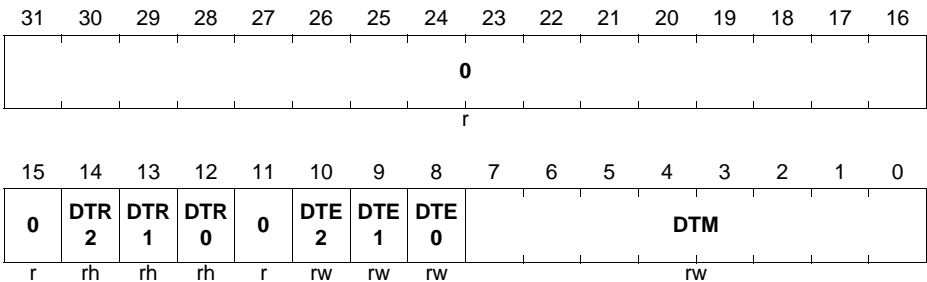 31 30 29 28 27 26 25 24 23 22 21 20 19 18 17 16
0
r
15 14 13 12 11 10 9 8 7 6 5 4 3 2 1 0
0 DTR 2 DTR 1 DTR 0 0 DTE 2 DTE 1 DTE 0 DTM
r rh rh rh r rw rw rw rw